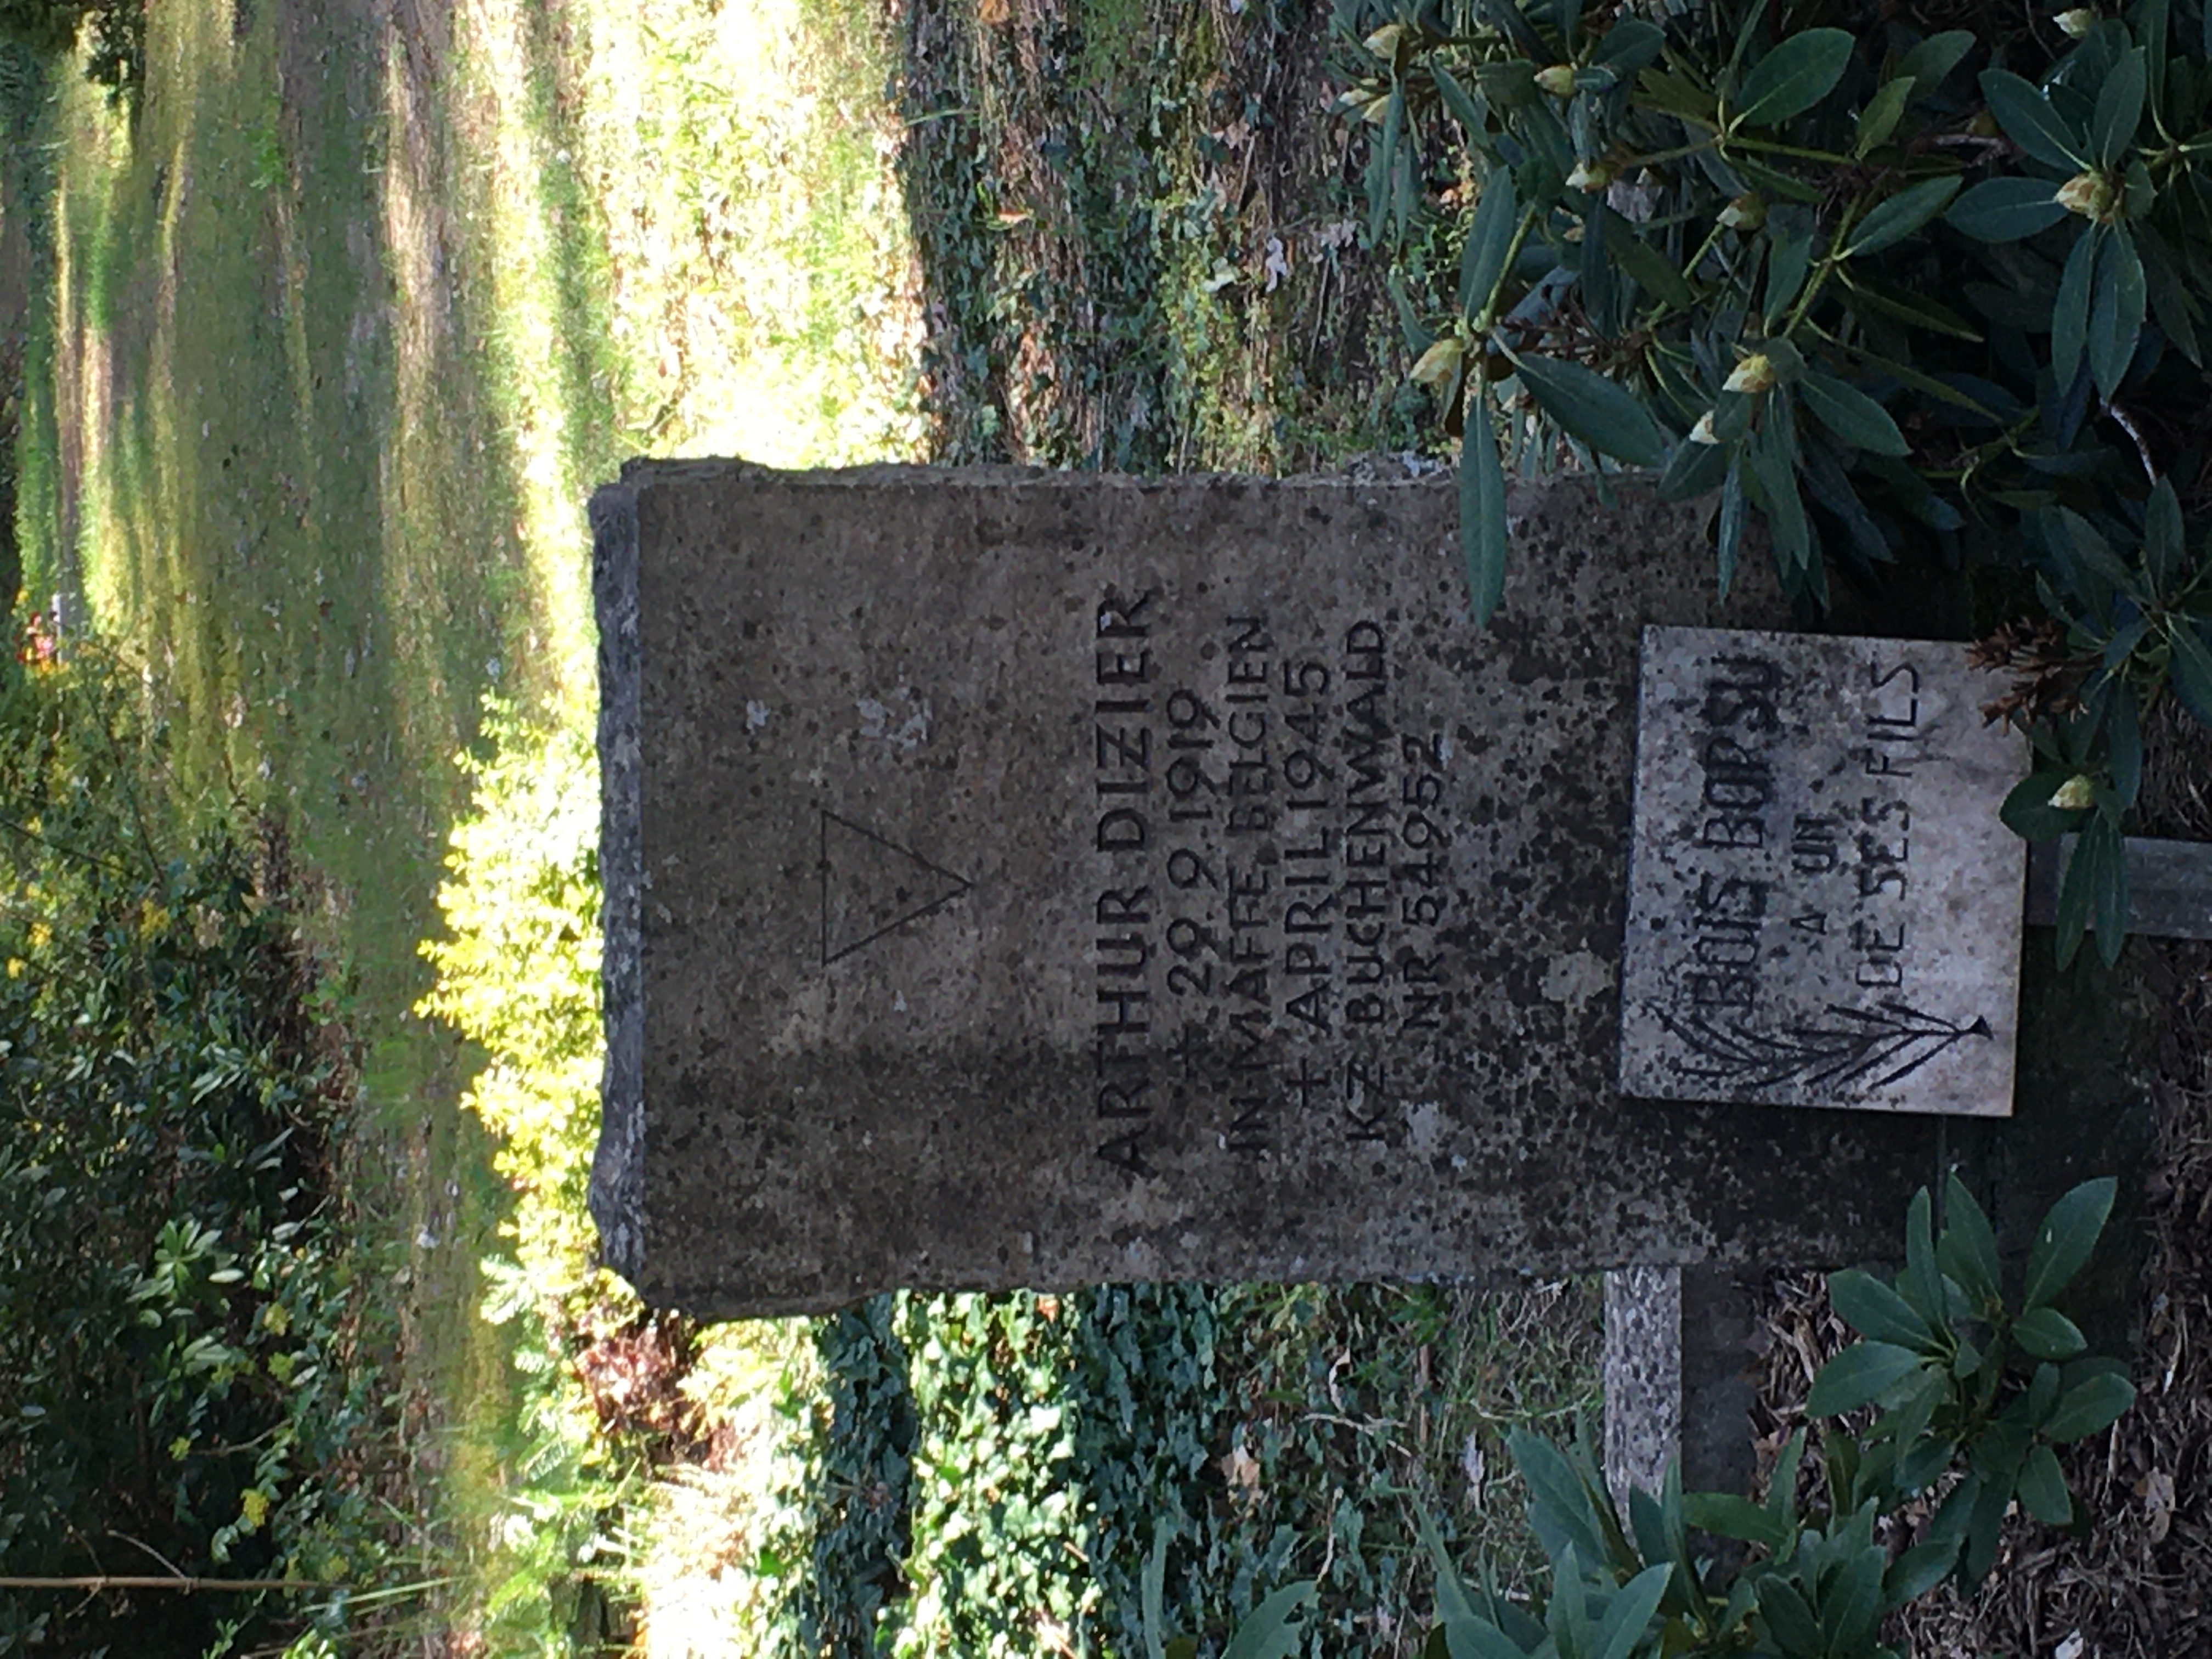 ARTHUR DIZIER
+ 29.9.1919
IN MAFFE, BELGIEN
+ APRIL 1945
KZ BUCHENWALD
NR 54952
BOIS BORSU
A
UN
DE SES FILS